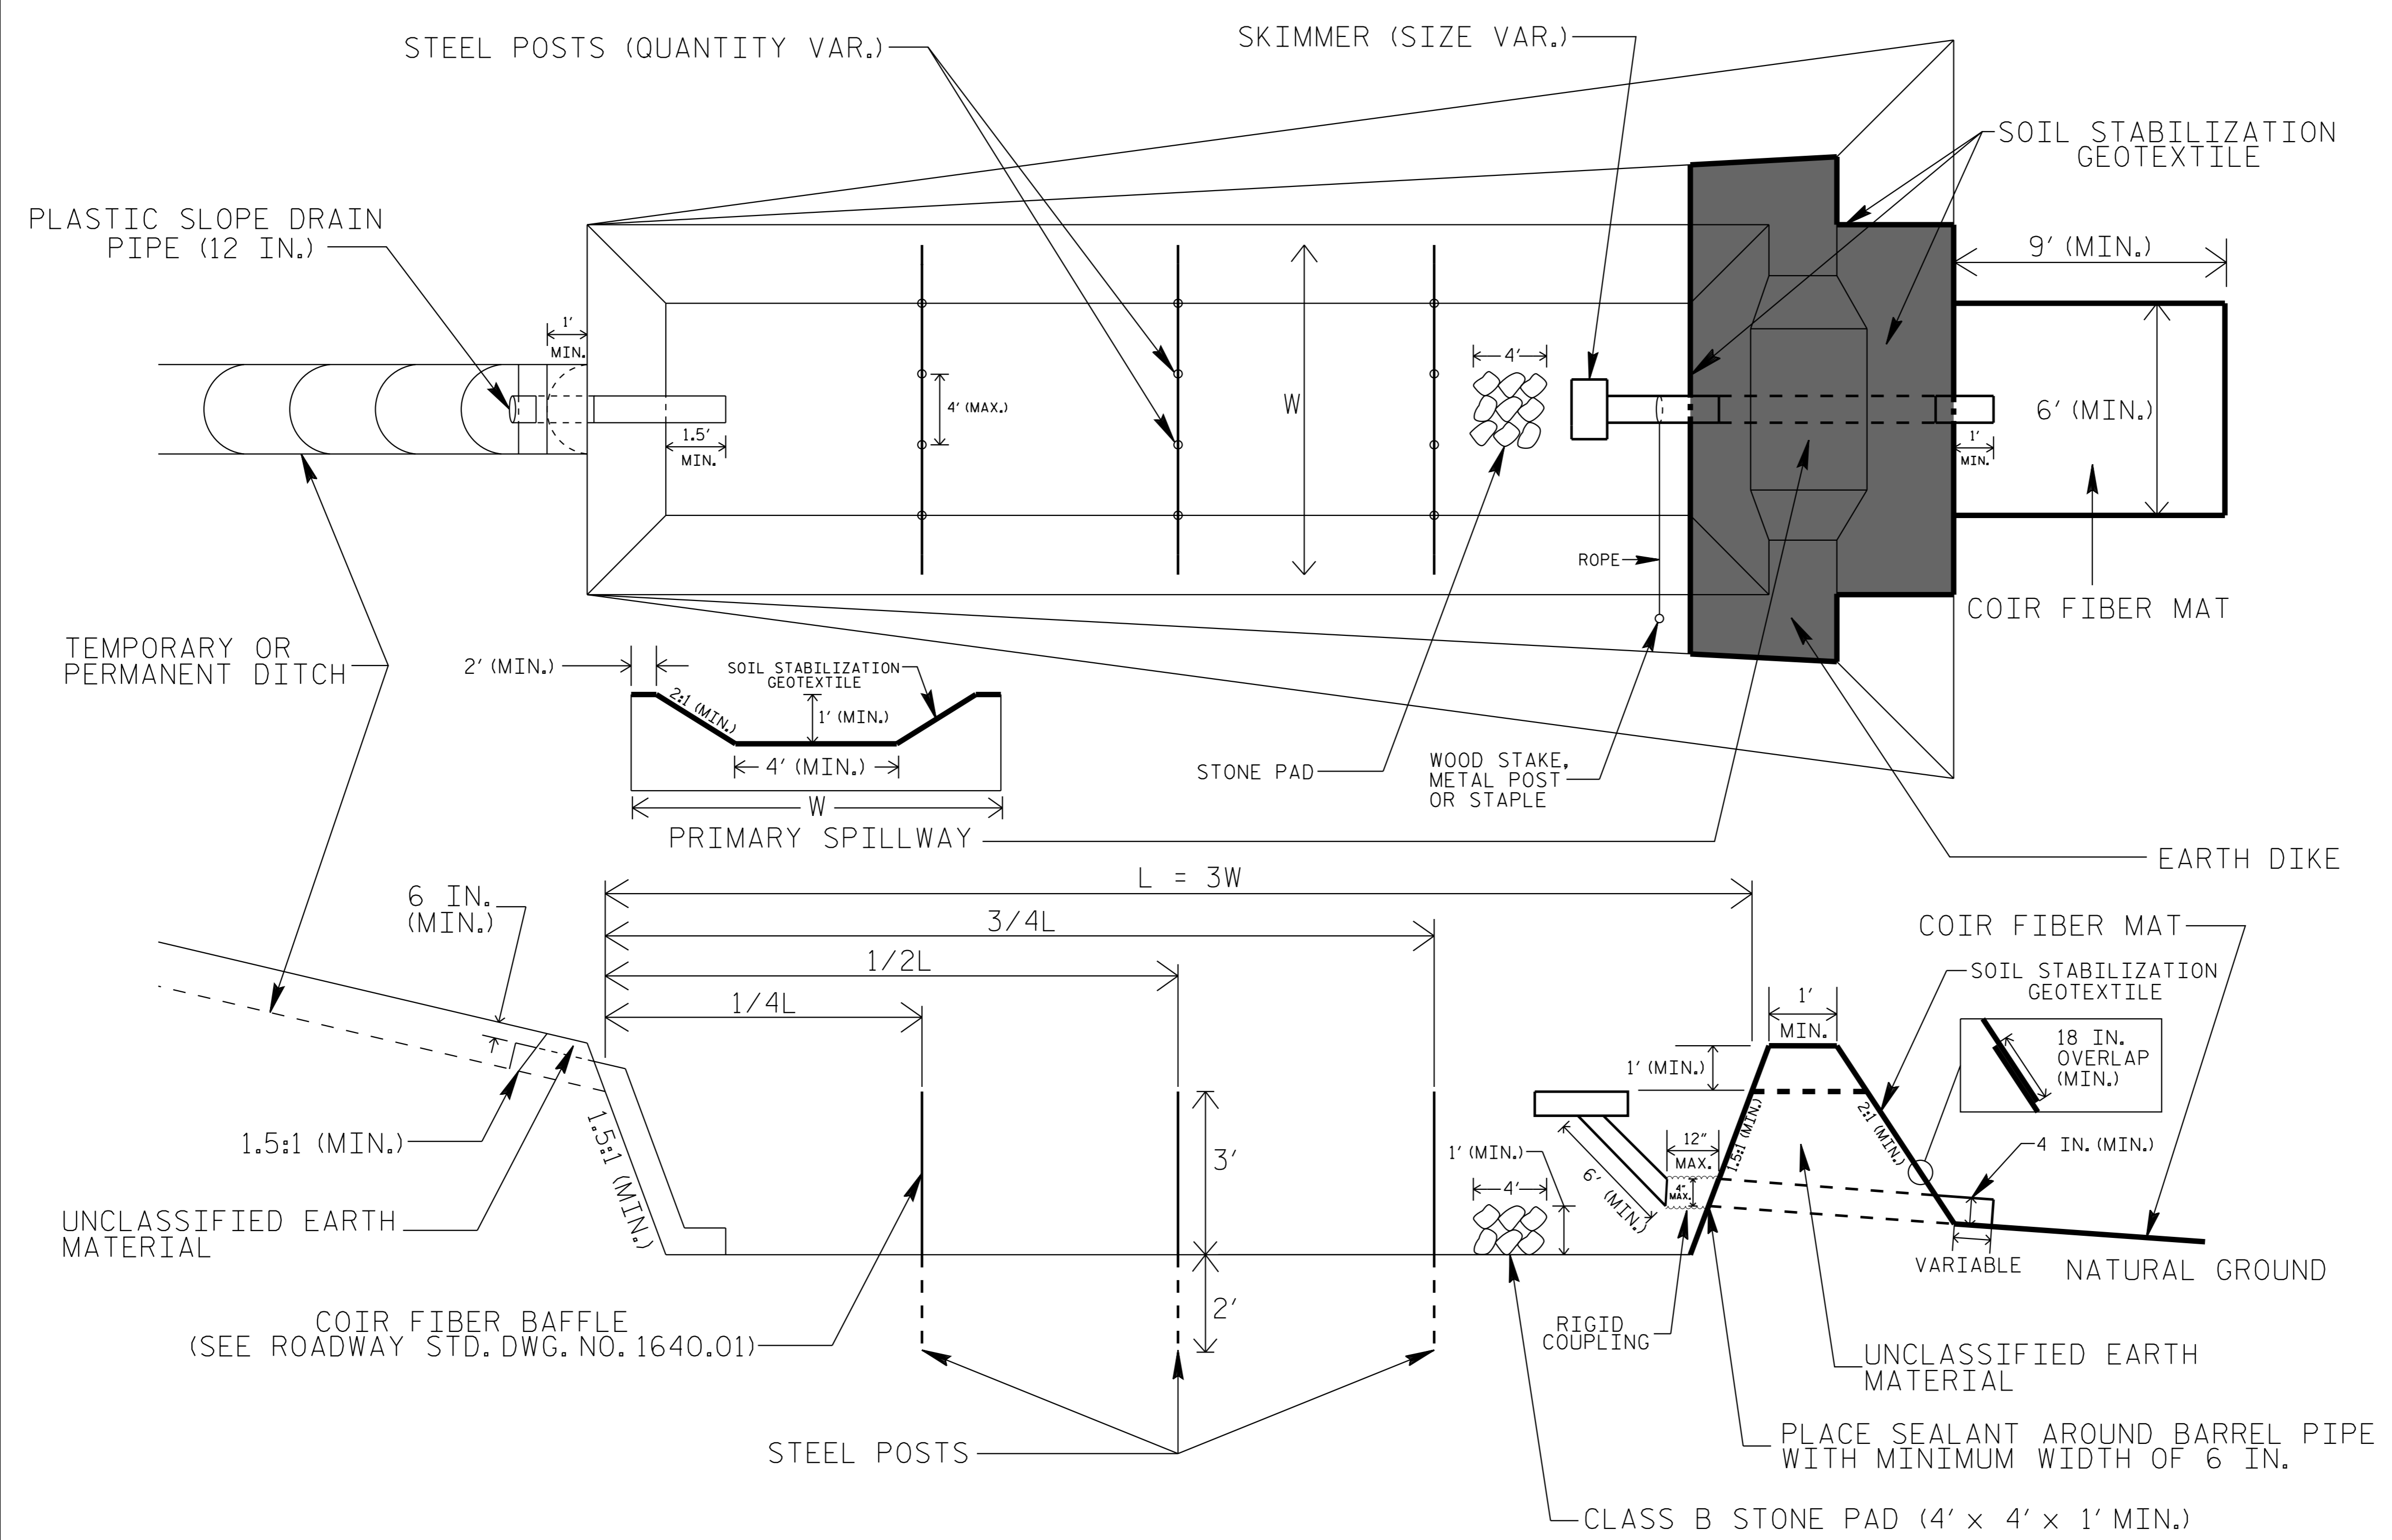 STEEL POSTS (QUANTITY VAR.)
SKIMMER (SIZE VAR.)
SOIL STABILIZATION
GEOTEXTILE
PLASTIC SLOPE DRAIN
PIPE (12 IN.)
9' (MIN.)
1'
MIN.
4'
W
4' (MAX.)
6' (MIN.)
1.5'
MIN.
1'
MIN.
ROPE
COIR FIBER MAT
TEMPORARY OR
PERMANENT DITCH
2' (MIN.)
SOIL STABILIZATION
GEOTEXTILE
2:1 (MIN.)
1' (MIN.)
4' (MIN.)
W
PRIMARY SPILLWAY
STONE PAD
WOOD STAKE,
METAL POST
OR STAPLE
EARTH DIKE
L = 3W
6 IN.
(MIN.)
3/4L
1/2L
1/4L
COIR FIBER MAT
SOIL STABILIZATION
GEOTEXTILE
1'
MIN.
18 IN.
OVERLAP
(MIN.)
1' (MIN.)
1.5:1 (MIN.)
1.5:1 (MIN.)
3'
1' (MIN.)
4'
6' (MIN.)
12"
MAX.
4"
MAX.
1.5:1 (MIN.)
2:1 (MIN.)
4 IN. (MIN.)
UNCLASSIFIED EARTH
MATERIAL
VARIABLE
NATURAL GROUND
2'
COIR FIBER BAFFLE
(SEE ROADWAY STD. DWG. NO. 1640.01)
RIGID
COUPLING
UNCLASSIFIED EARTH
MATERIAL
STEEL POSTS
PLACE SEALANT AROUND BARREL PIPE
WITH MINIMUM WIDTH OF 6 IN.
CLASS B STONE PAD (4' x 4' x 1' MIN.)